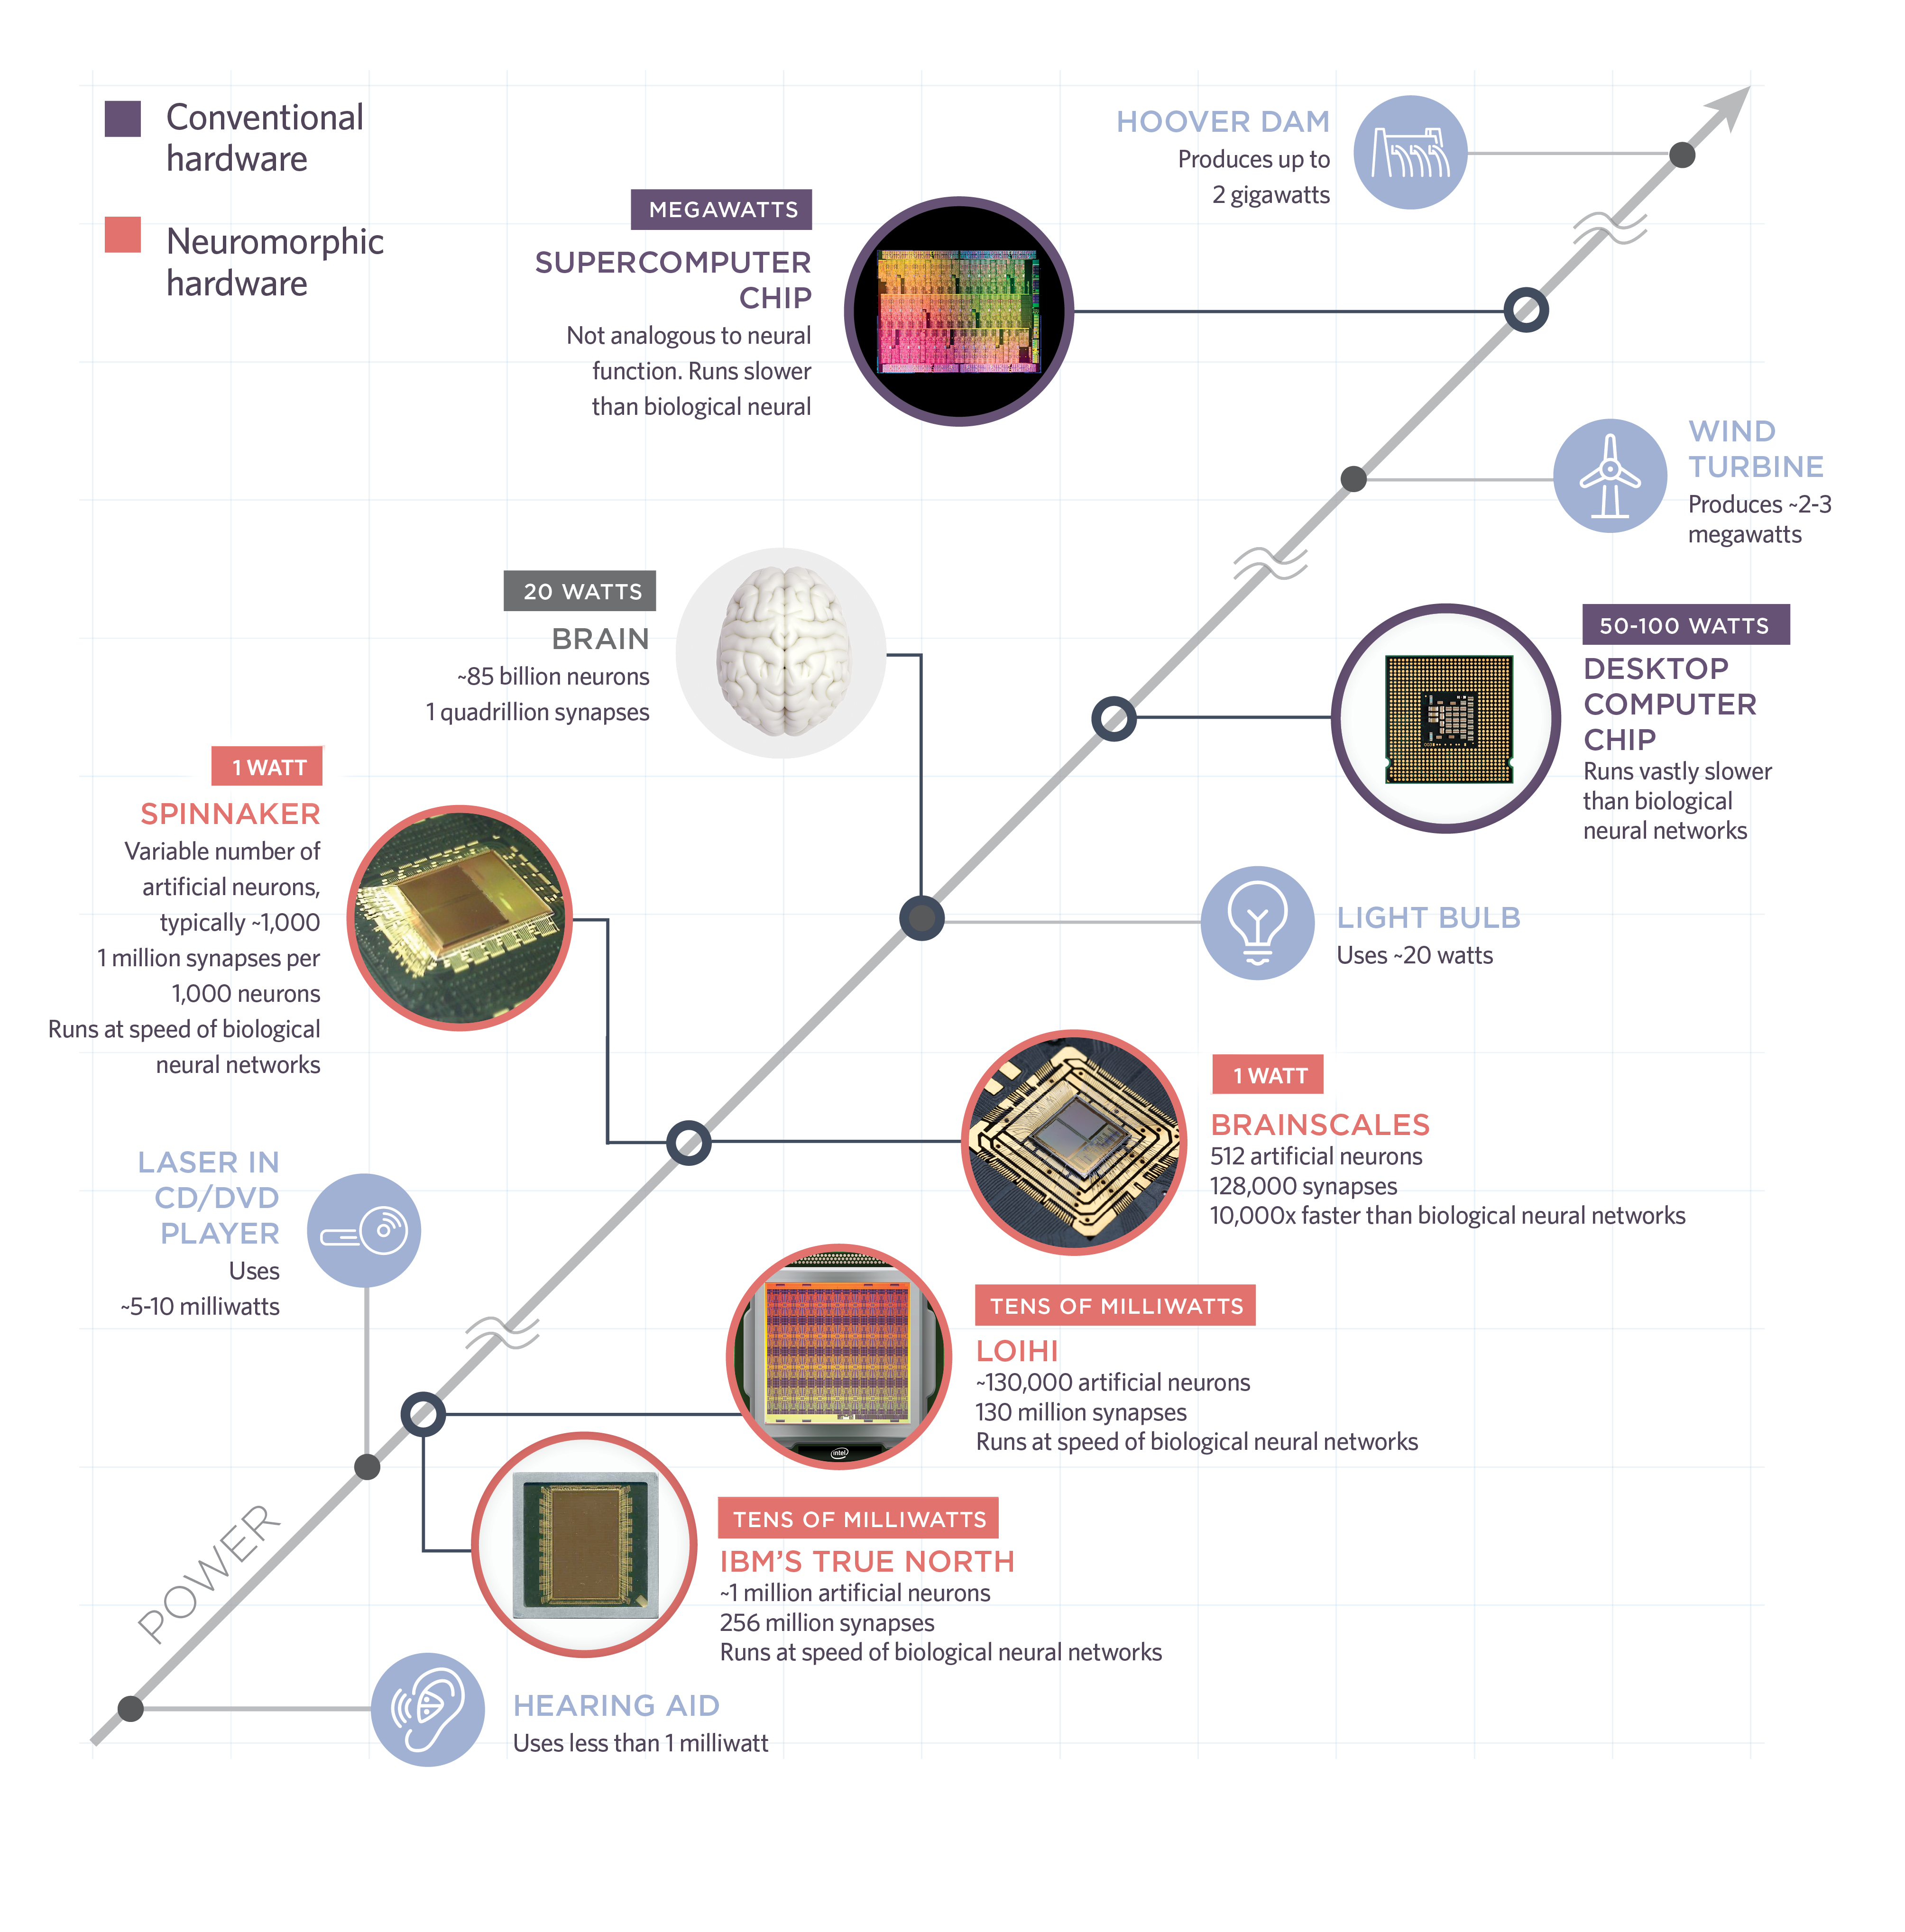 Conventional
hardware
Neuromorphic
hardware
HOOVER DAM
Produces up to
2 gigawatts
MEGAWATTS
SUPERCOMPUTER
CHIP
Not analogous to neural
function. Runs slower
than biological neural
WIND
TURBINE
Produces ~2-3
megawatts
20 WATTS
BRAIN
~85 billion neurons
1 quadrillion synapses
50-100 WATTS
DESKTOP
COMPUTER
CHIP
Runs vastly slower
than biological
neural networks
1 WATT
SPINNAKER
Variable number of
artificial neurons,
typically ~1,000
1 million synapses per
1,000 neurons
Runs at speed of biological
neural networks
LIGHT BULB
Uses ~20 watts
1 WATT
BRAINSCALES
512 artificial neurons
128,000 synapses
10,000x faster than biological neural networks
LASER IN
CD/DVD
PLAYER
Uses
~5-10 milliwatts
TENS OF MILLIWATTS
LOIHI
~130,000 artificial neurons
130 million synapses
Runs at speed of biological neural networks
intel
TENS OF MILLIWATTS
IBM'S TRUE NORTH
~1 million artificial neurons
256 million synapses
Runs at speed of biological neural networks
POWER
HEARING AID
Uses less than 1 milliwatt